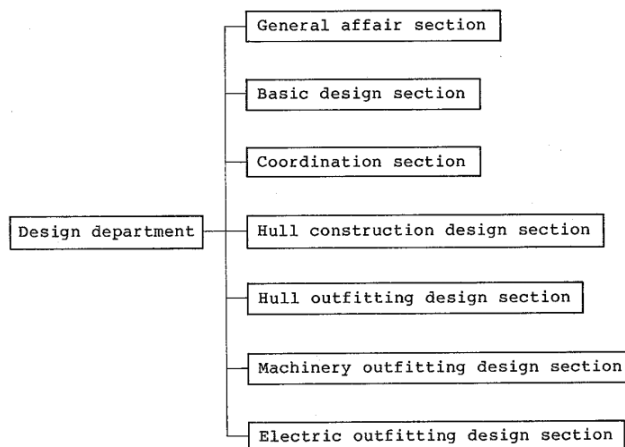 General affair section
Basic design section
Coordination section
Design department
Hull construction design section
Hull outfitting design section
Machinery outfitting design section
Electric outfitting design section